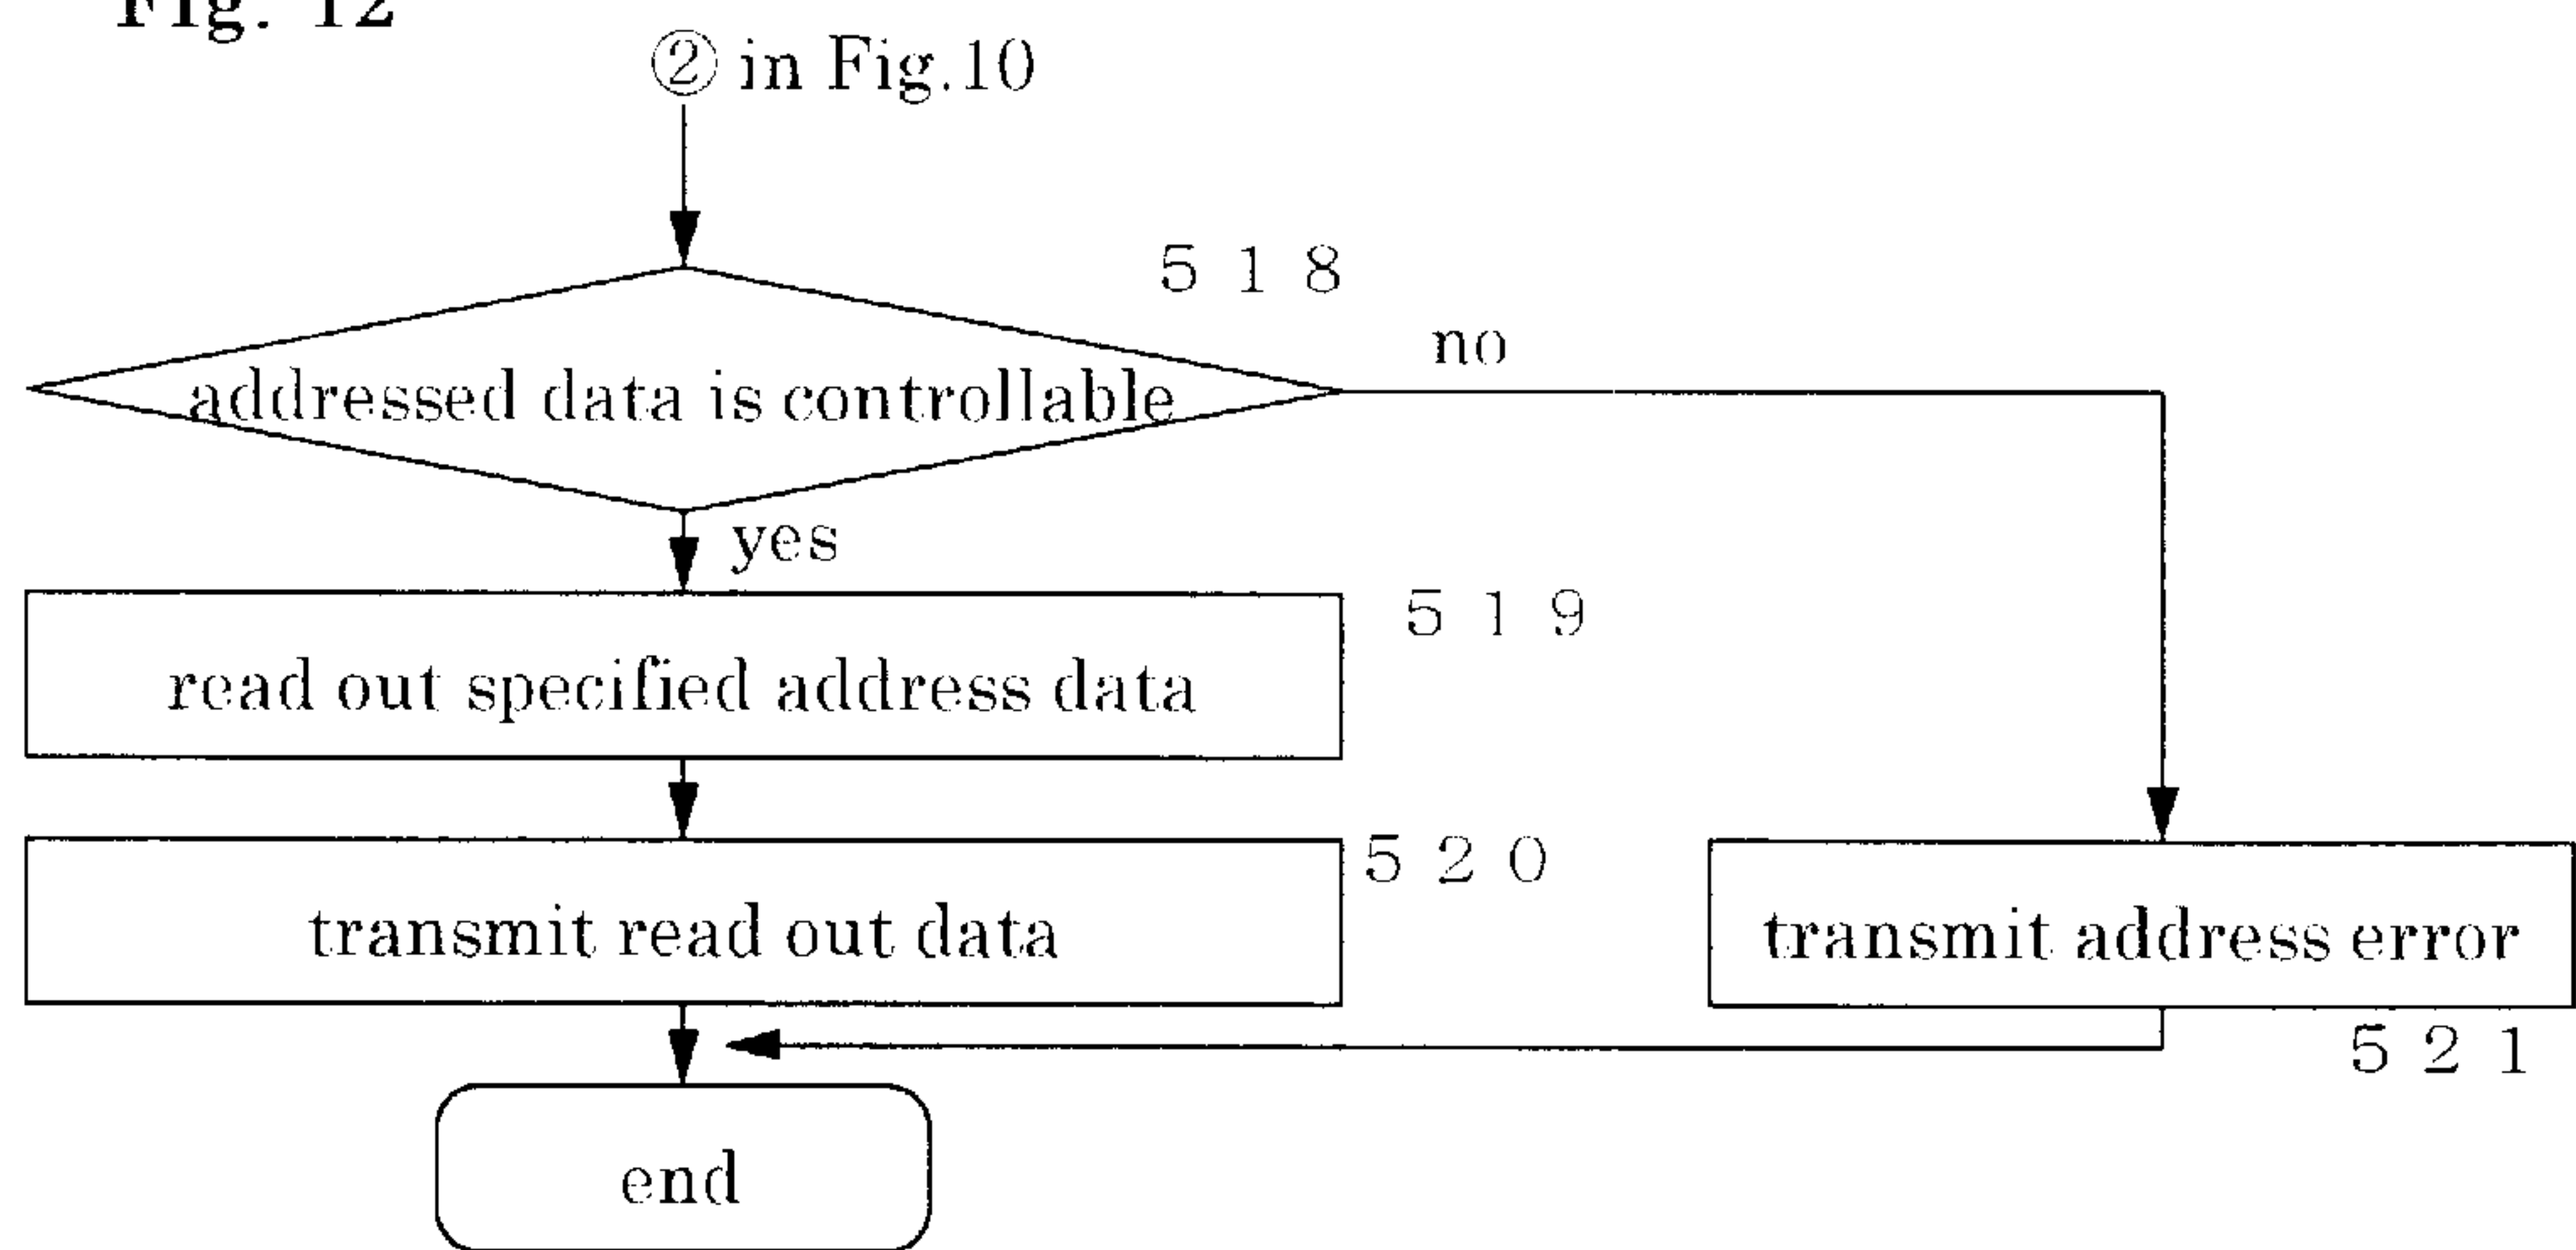 Fig. 12
② in Fig.10
５１８
no
addressed data is controllable
yes
５１９
read out specified address data
５２０
transmit read out data
transmit address error
５２１
end